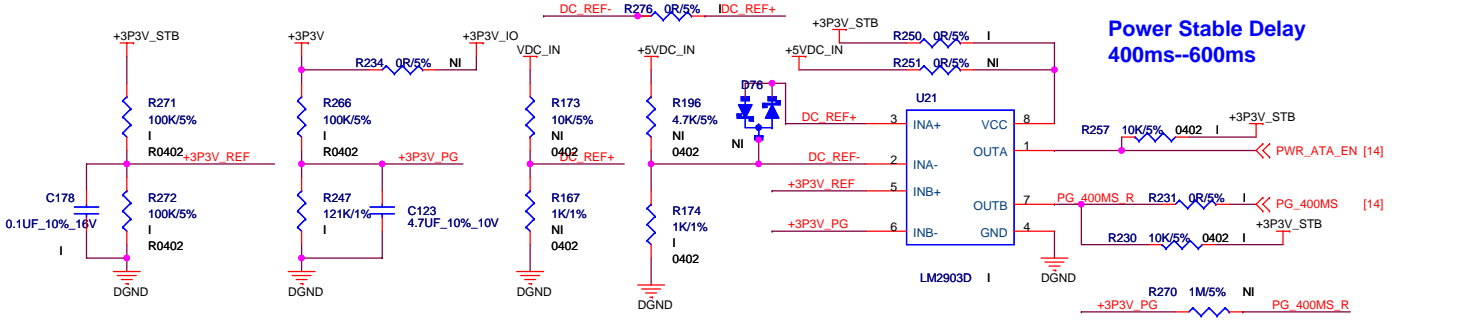 DC_REF- R276 0R/5% I DC_REF+
Power Stable Delay
400ms--600ms
+3P3V_STB
+3P3V
+3P3V_IO
R234 0R/5% NI
VDC_IN
+5VDC_IN
+3P3V_STB
R250 0R/5% I
+5VDC_IN
R251 0R/5% NI
R271
100K/5%
I
R0402
+3P3V_REF
C178
0.1UF_10%_16V
I
R272
100K/5%
I
R0402
DGND
R266
100K/5%
I
R0402
+3P3V_PG
R247
121K/1%
I
C123
4.7UF_10%_10V
DGND
R173
10K/5%
NI
0402
DC_REF+
R167
1K/1%
NI
0402
DGND
R196
4.7K/5%
NI
0402
R174
1K/1%
I
0402
DGND
D76
NI
U21
DC_REF+ 3 INA+
DC_REF- 2 INA-
+3P3V_REF 5 INB+
+3P3V_PG 6 INB-
VCC 8
OUTA 1
OUTB 7
GND 4
LM2903D I
DGND
R257 10K/5% 0402 I
+3P3V_STB
PWR_ATA_EN [14]
PG_400MS_R R231 0R/5% I
PG_400MS [14]
R230 10K/5% 0402 I
+3P3V_STB
R270 1M/5% NI
+3P3V_PG PG_400MS_R